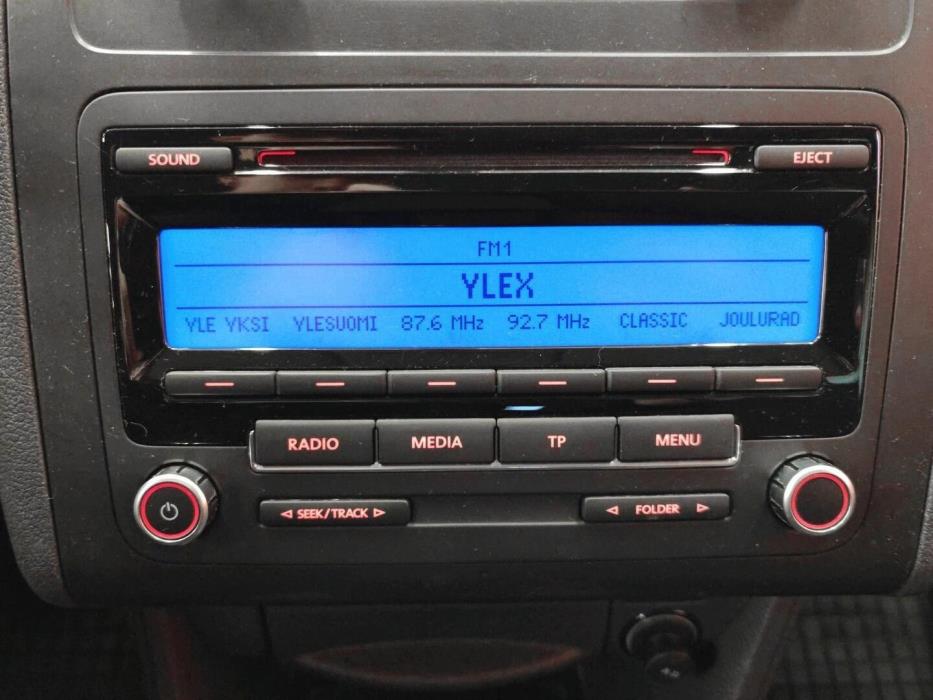 SOUND EJECT
FM1
YLEX
YLE YKSI YLESUOMI 87.6 MHz 92.7 MHz CLASSIC JOULURAD
RADIO MEDIA TP MENU
◁ SEEK/TRACK ▷ ◁ FOLDER ▷